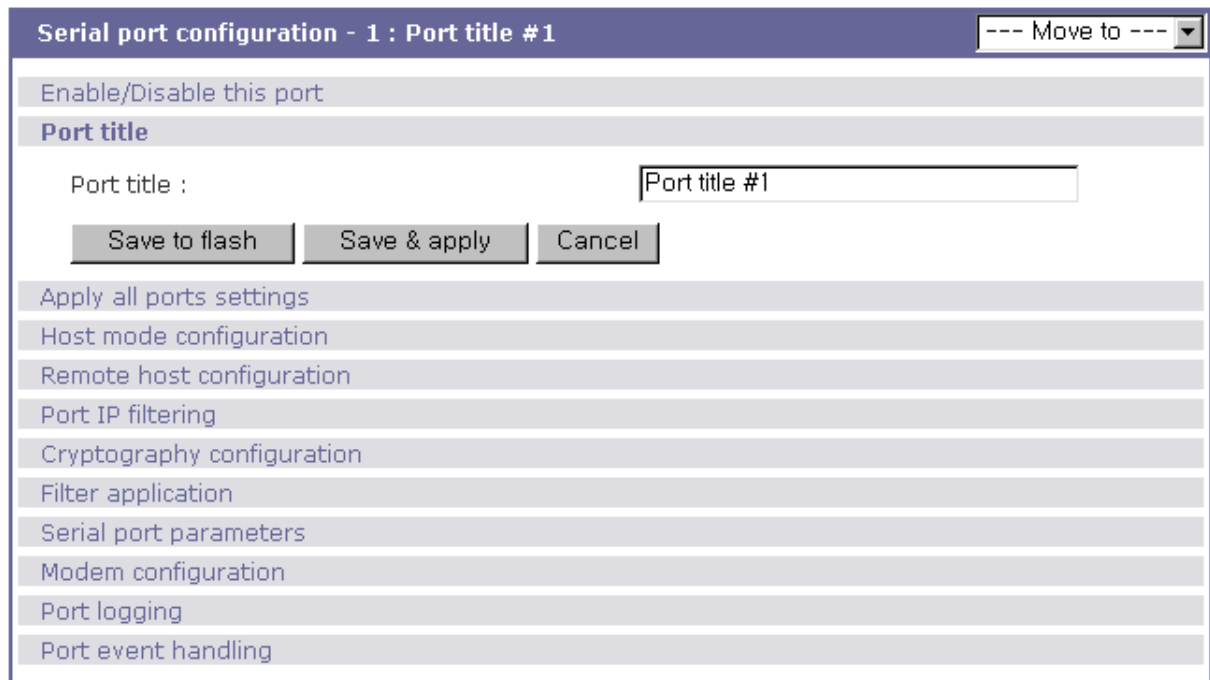 Serial port configuration - 1 : Port title #1 --- Move to ---
Enable/Disable this port
Port title
Port title : Port title #1
Save to flash Save & apply Cancel
Apply all ports settings
Host mode configuration
Remote host configuration
Port IP filtering
Cryptography configuration
Filter application
Serial port parameters
Modem configuration
Port logging
Port event handling